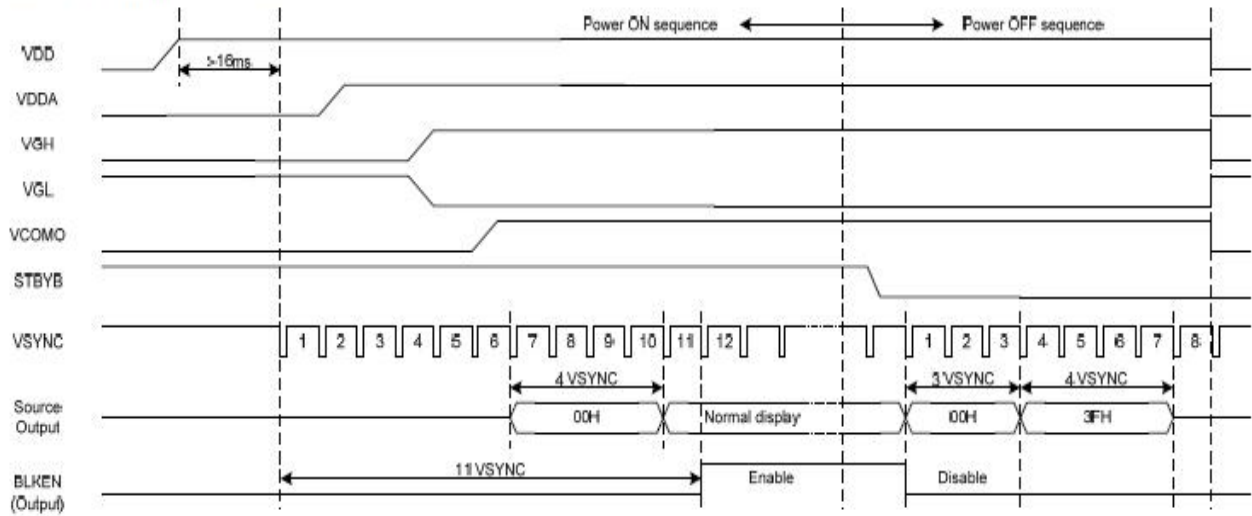 Power ON sequence Power OFF sequence
VDD
>16ms
VDDA
VGH
VGL
VCOMO
STBYB
VSYNC 1 2 3 4 5 6 7 8 9 10 11 12 1 2 3 4 5 6 7 8
4 VSYNC 3 VSYNC 4 VSYNC
Source
Output
00H Normal display 00H 3FH
11 VSYNC
BLKEN
(Output)
Enable Disable